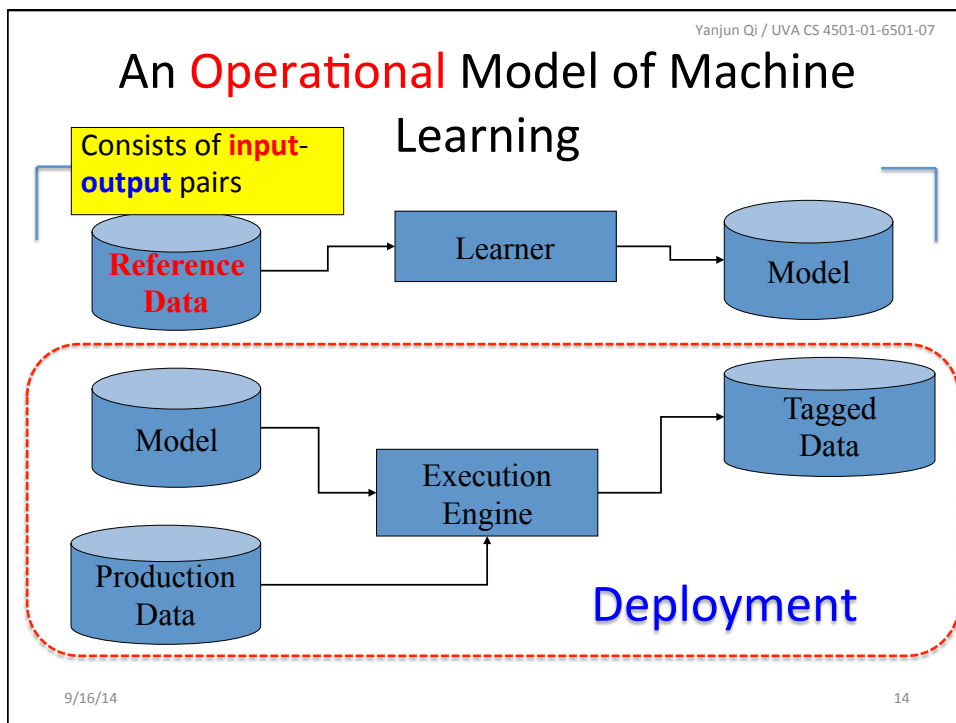 Yanjun Qi / UVA CS 4501-01-6501-07
An Operational Model of Machine
Learning
Consists of input-
output pairs
Reference
Data
Learner
Model
Model
Execution
Engine
Tagged
Data
Production
Data
Deployment
9/16/14
14